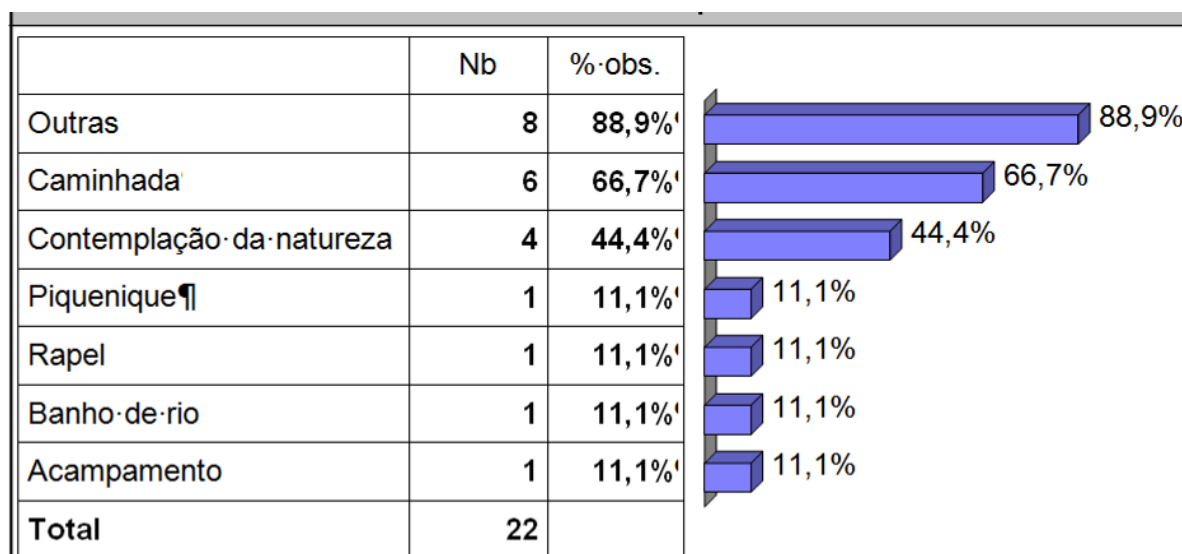 Nb %·obs.
Outras 8 88,9% 88,9%
Caminhada 6 66,7% 66,7%
Contemplação·da·natureza 4 44,4% 44,4%
Piquenique¶ 1 11,1% 11,1%
Rapel 1 11,1% 11,1%
Banho·de·rio 1 11,1% 11,1%
Acampamento 1 11,1% 11,1%
Total 22